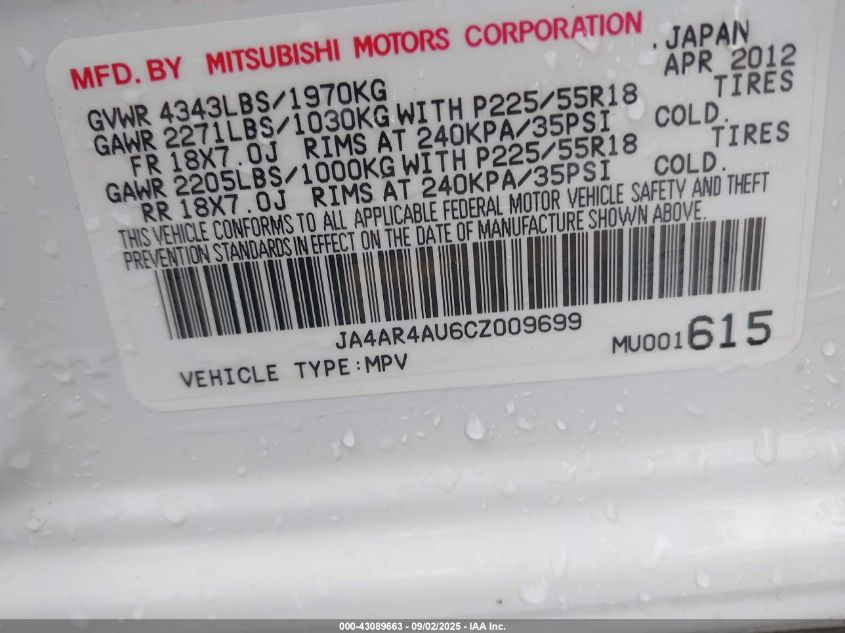 MFD. BY MITSUBISHI MOTORS CORPORATION . JAPAN
APR 2012
GVWR 4343LBS/1970KG
GAWR 2271LBS/1030KG WITH P225/55R18 TIRES
FR 18X7.0J RIMS AT 240KPA/35PSI COLD.
GAWR 2205LBS/1000KG WITH P225/55R18 TIRES
RR 18X7.0J RIMS AT 240KPA/35PSI COLD.
THIS VEHICLE CONFORMS TO ALL APPLICABLE FEDERAL MOTOR VEHICLE SAFETY AND THEFT
PREVENTION STANDARDS IN EFFECT ON THE DATE OF MANUFACTURE SHOWN ABOVE.
JA4AR4AU6CZ009699
MU001615
VEHICLE TYPE:MPV
000-43089663 - 09/02/2025 - IAA Inc.